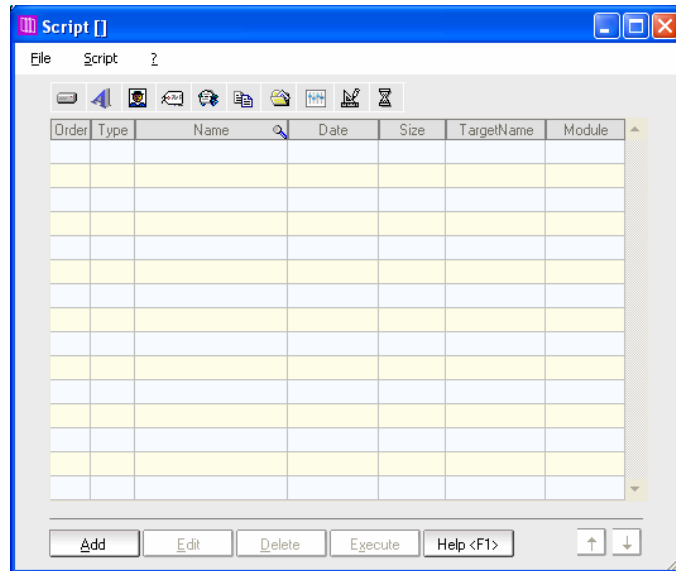 Script []
File Script ?
Order Type Name Date Size TargetName Module
Add Edit Delete Execute Help <F1>